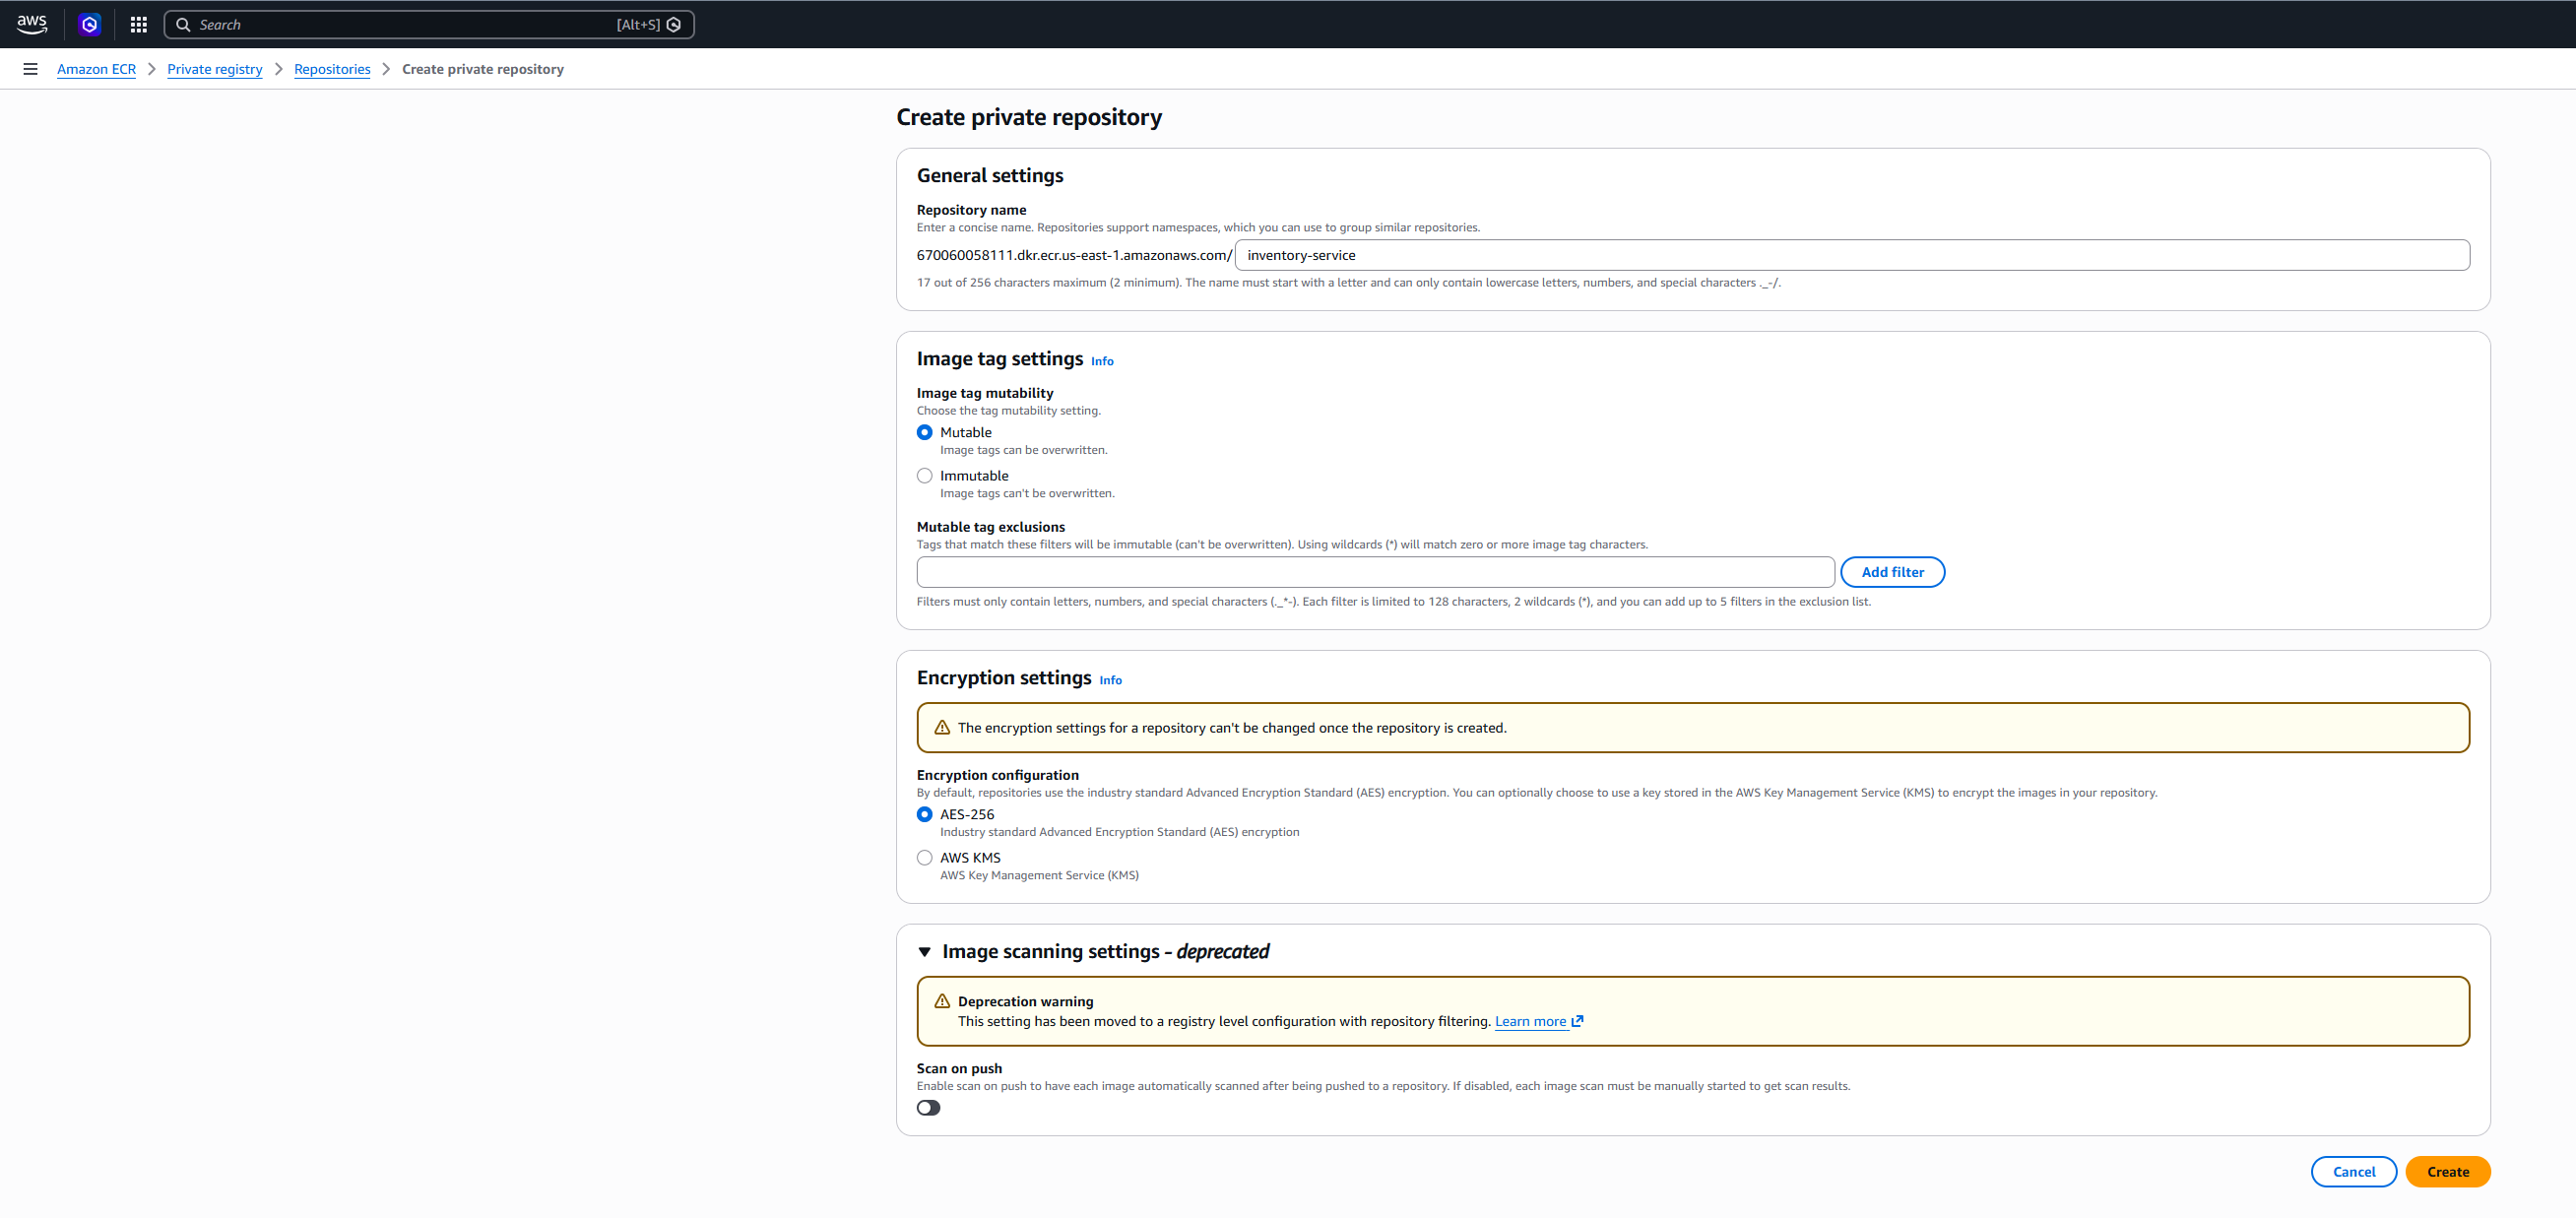 aws
Search
[Alt+S]
Amazon ECR
Private registry
Repositories
Create private repository
Create private repository
General settings
Repository name
Enter a concise name. Repositories support namespaces, which you can use to group similar repositories.
670060058111.dkr.ecr.us-east-1.amazonaws.com/ inventory-service
17 out of 256 characters maximum (2 minimum). The name must start with a letter and can only contain lowercase letters, numbers, and special characters ._-/.
Image tag settings Info
Image tag mutability
Choose the tag mutability setting.
Mutable
Image tags can be overwritten.
Immutable
Image tags can't be overwritten.
Mutable tag exclusions
Tags that match these filters will be immutable (can't be overwritten). Using wildcards (*) will match zero or more image tag characters.
Add filter
Filters must only contain letters, numbers, and special characters (._*-). Each filter is limited to 128 characters, 2 wildcards (*), and you can add up to 5 filters in the exclusion list.
Encryption settings Info
The encryption settings for a repository can't be changed once the repository is created.
Encryption configuration
By default, repositories use the industry standard Advanced Encryption Standard (AES) encryption. You can optionally choose to use a key stored in the AWS Key Management Service (KMS) to encrypt the images in your repository.
AES-256
Industry standard Advanced Encryption Standard (AES) encryption
AWS KMS
AWS Key Management Service (KMS)
Image scanning settings - deprecated
Deprecation warning
This setting has been moved to a registry level configuration with repository filtering. Learn more
Scan on push
Enable scan on push to have each image automatically scanned after being pushed to a repository. If disabled, each image scan must be manually started to get scan results.
Cancel
Create